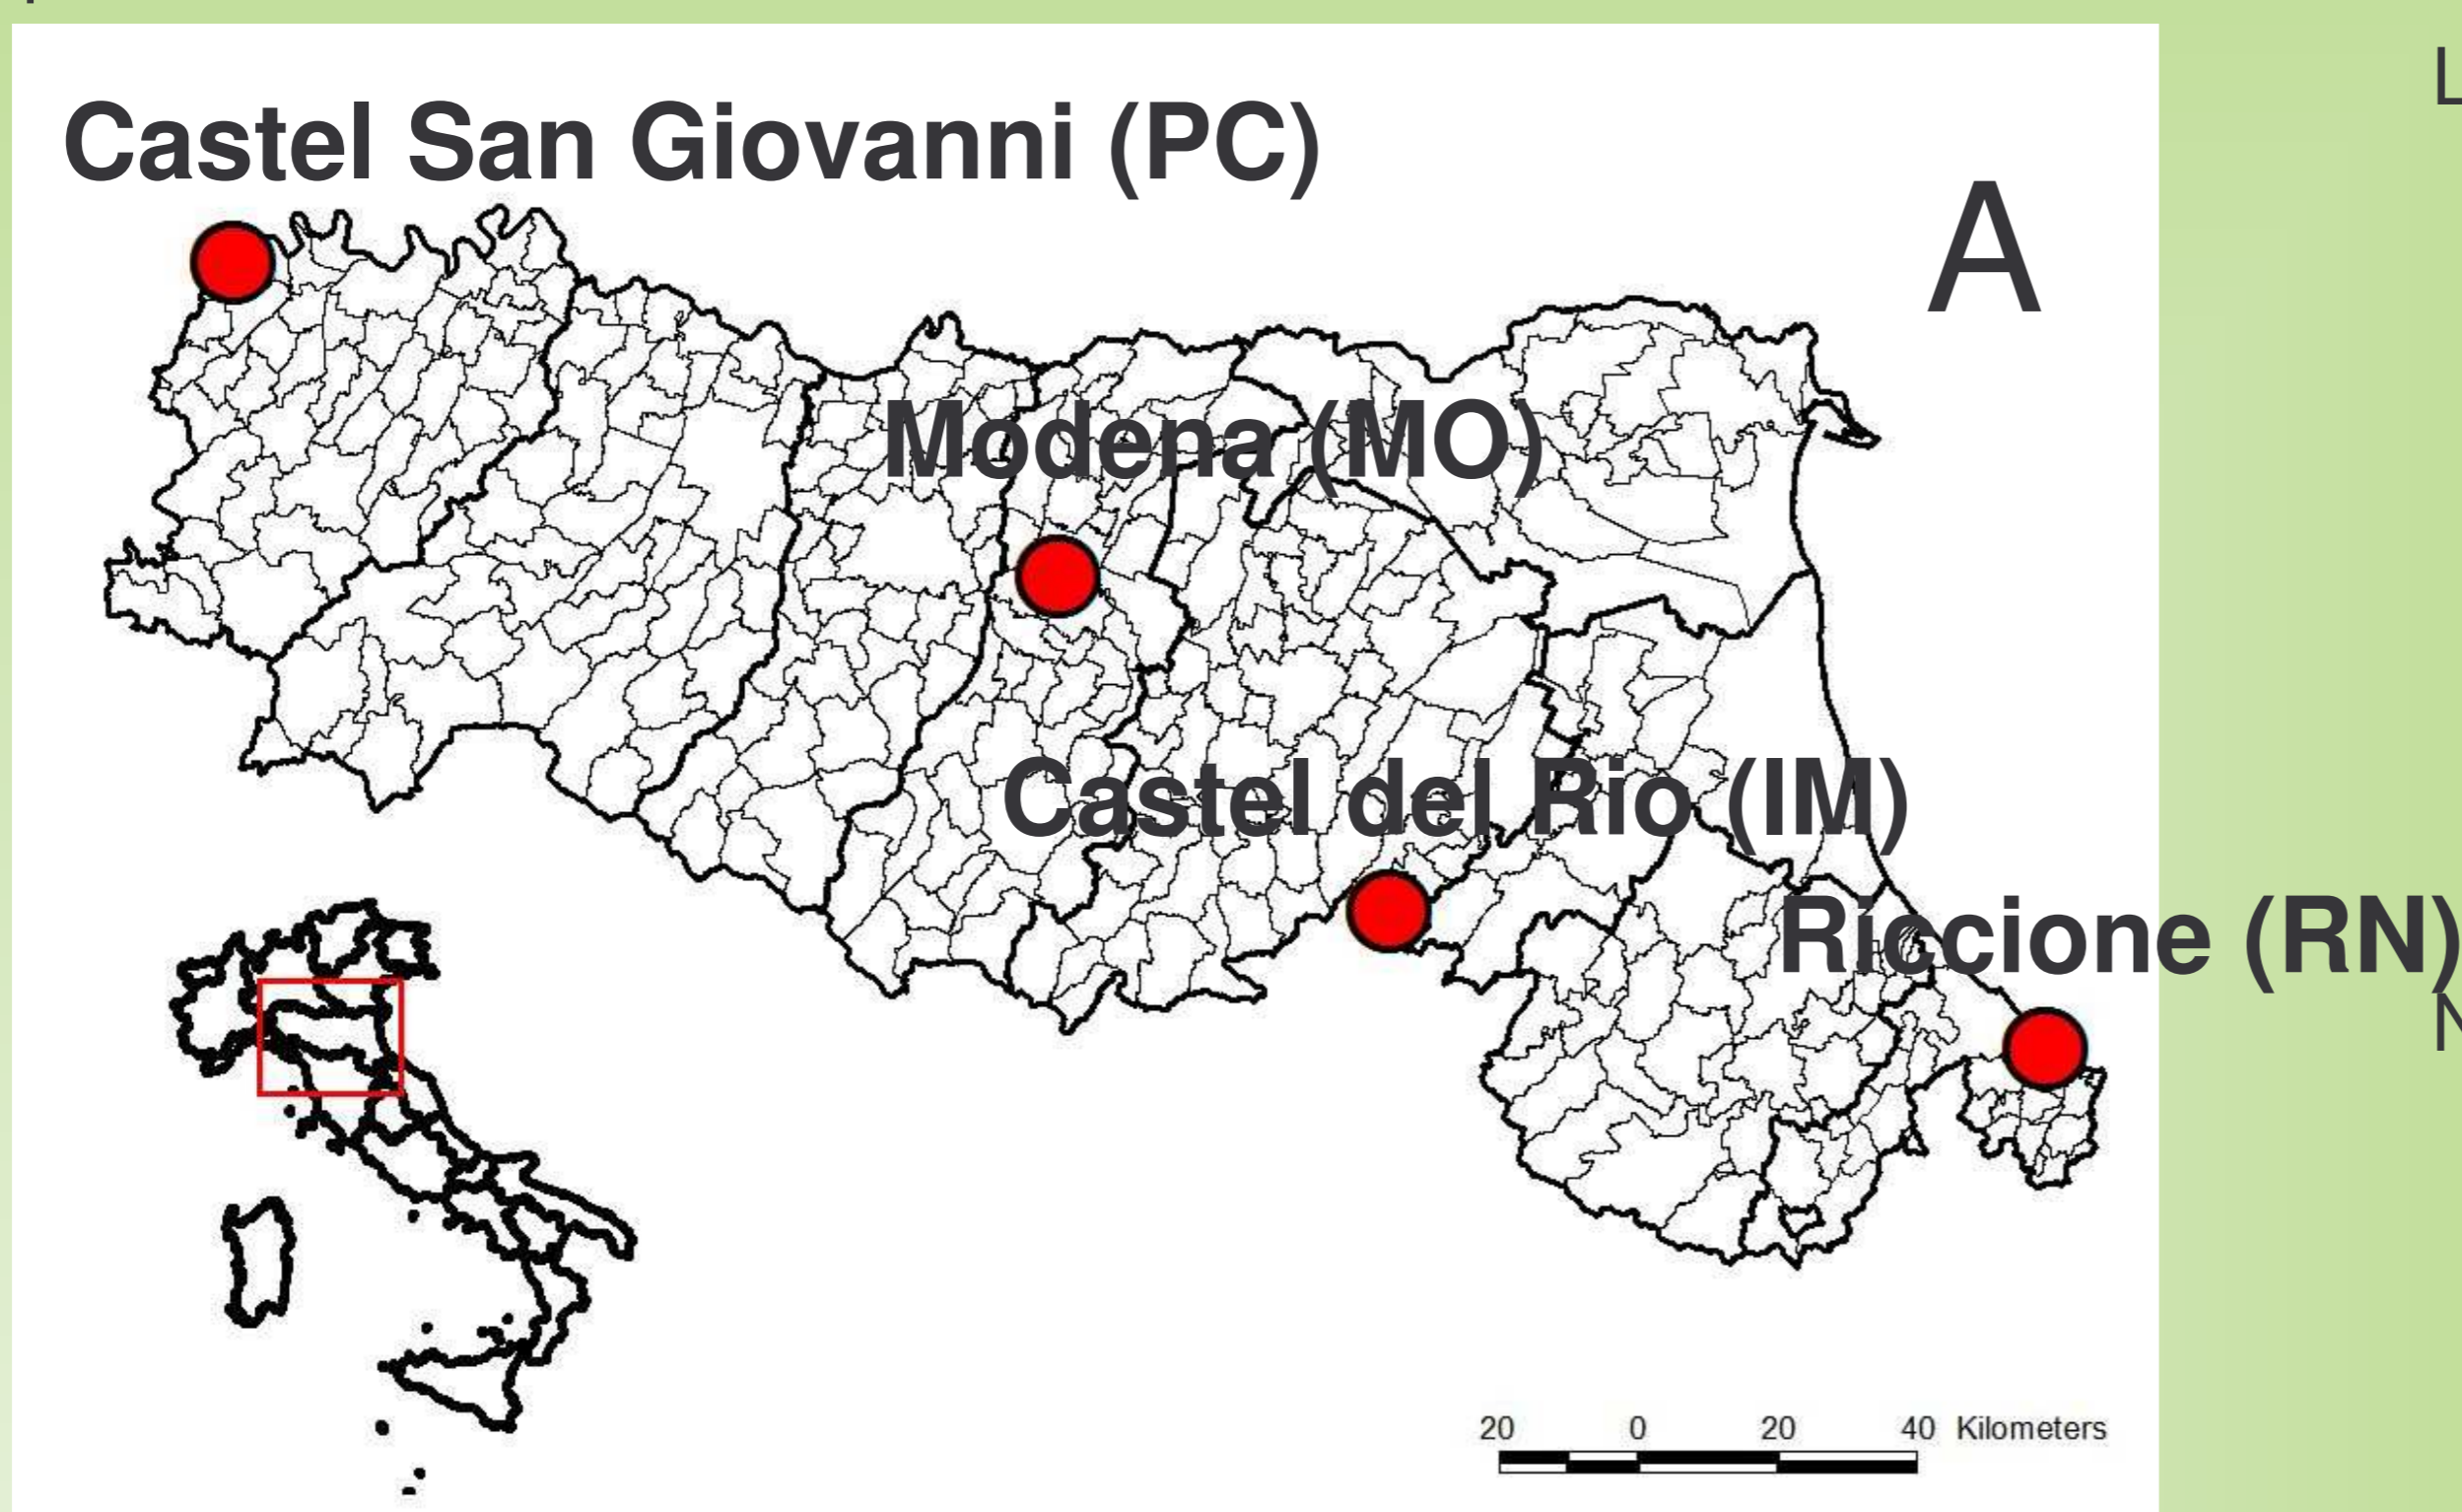 Castel San Giovanni (PC)
A
Modena (MO)
Castel del Rio (IM)
Riccione (RN)
20 0 20 40 Kilometers